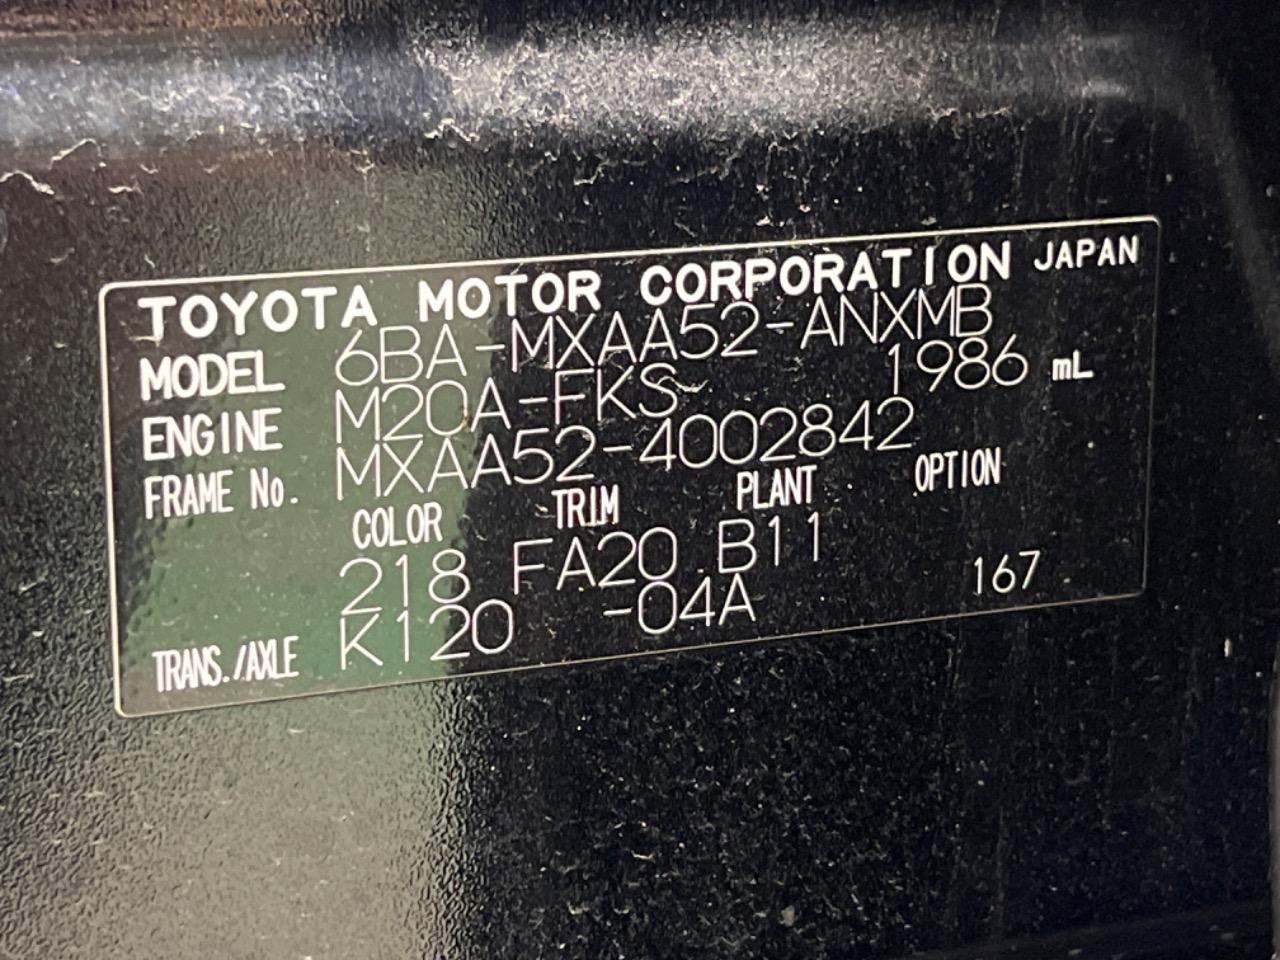 TOYOTA MOTOR CORPORATION JAPAN
MODEL 6BA-MXAA52-ANXMB
ENGINE M20A-FKS 1986 mL
FRAME No. MXAA52-4002842
COLOR TRIM PLANT OPTION
218 FA20 B11
TRANS./AXLE K120 -04A 167